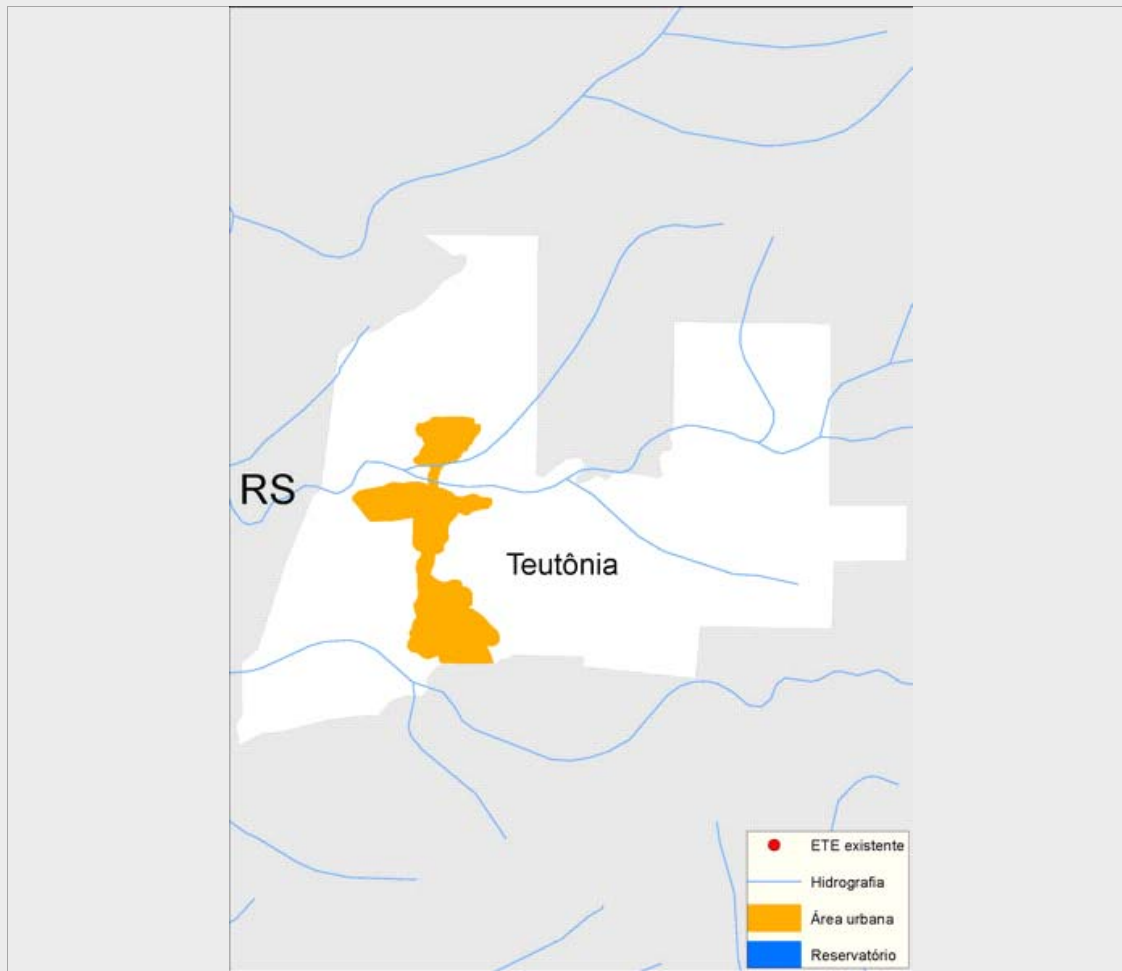 RS
Teutônia
ETE existente
Hidrografia
Área urbana
Reservatório